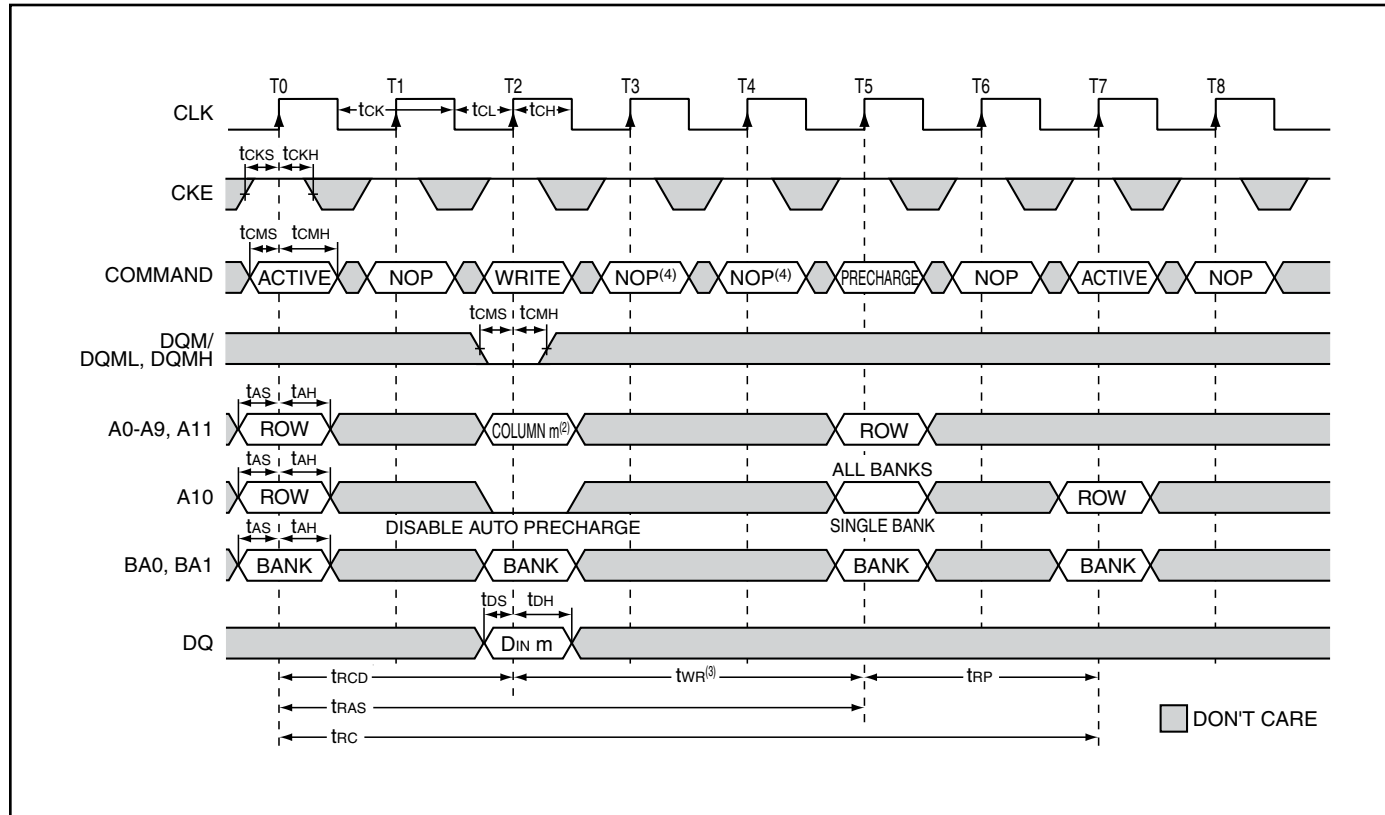 T0 T1 T2 T3 T4 T5 T6 T7 T8
CLK tCK tCL tCH
tCKS tCKH
CKE
tCMS tCMH
COMMAND ACTIVE NOP WRITE NOP(4) NOP(4) PRECHARGE NOP ACTIVE NOP
tCMS tCMH
DQM/
DQML, DQMH
tAS tAH
A0-A9, A11 ROW COLUMN m(2) ROW
tAS tAH ALL BANKS
A10 ROW ROW
tAS tAH DISABLE AUTO PRECHARGE SINGLE BANK
BA0, BA1 BANK BANK BANK BANK
tDS tDH
DQ DIN m
tRCD tWR(3) tRP
tRAS
DON'T CARE
tRC